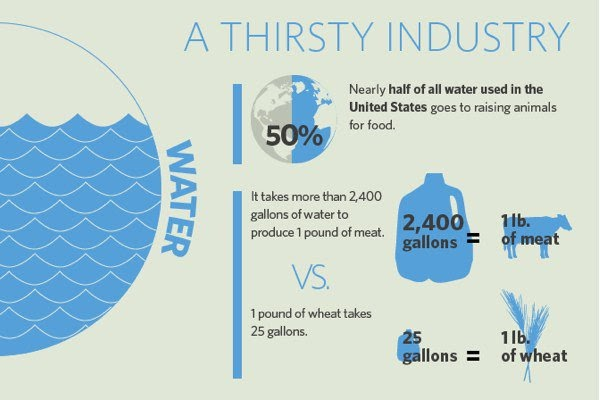 A THIRSTY INDUSTRY
WATER
50%
Nearly half of all water used in the
United States goes to raising animals
for food.
It takes more than 2,400
gallons of water to
produce 1 pound of meat.
2,400
gallons
=
1 lb.
of meat
VS.
1 pound of wheat takes
25 gallons.
25
gallons
=
1 lb.
of wheat